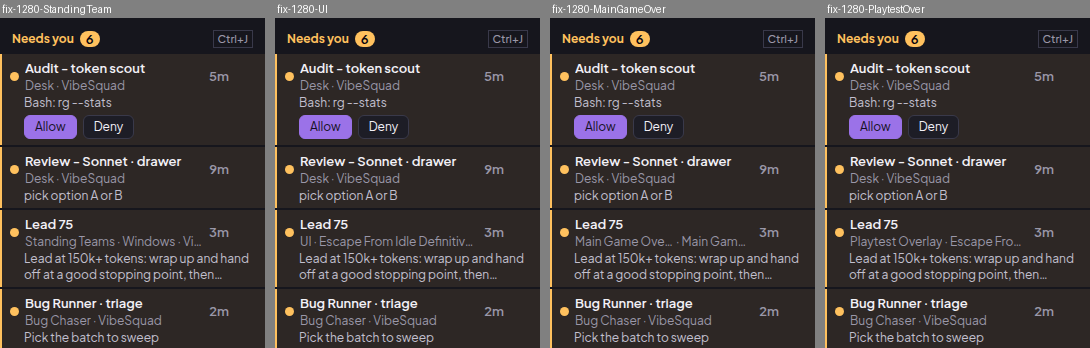 fix-1280-StandingTeam
Needs you 6 Ctrl+J
Audit – token scout 5m
Desk · VibeSquad
Bash: rg --stats
Allow Deny
Review – Sonnet · drawer 9m
Desk · VibeSquad
pick option A or B
Lead 75 3m
Standing Teams · Windows · Vi...
Lead at 150k+ tokens: wrap up and hand
off at a good stopping point, then...
Bug Runner · triage 2m
Bug Chaser · VibeSquad
Pick the batch to sweep
fix-1280-UI
Needs you 6 Ctrl+J
Audit – token scout 5m
Desk · VibeSquad
Bash: rg --stats
Allow Deny
Review – Sonnet · drawer 9m
Desk · VibeSquad
pick option A or B
Lead 75 3m
UI · Escape From Idle Definitiv...
Lead at 150k+ tokens: wrap up and hand
off at a good stopping point, then...
Bug Runner · triage 2m
Bug Chaser · VibeSquad
Pick the batch to sweep
fix-1280-MainGameOver
Needs you 6 Ctrl+J
Audit – token scout 5m
Desk · VibeSquad
Bash: rg --stats
Allow Deny
Review – Sonnet · drawer 9m
Desk · VibeSquad
pick option A or B
Lead 75 3m
Main Game Ove... · Main Gam...
Lead at 150k+ tokens: wrap up and hand
off at a good stopping point, then...
Bug Runner · triage 2m
Bug Chaser · VibeSquad
Pick the batch to sweep
fix-1280-PlaytestOver
Needs you 6 Ctrl+J
Audit – token scout 5m
Desk · VibeSquad
Bash: rg --stats
Allow Deny
Review – Sonnet · drawer 9m
Desk · VibeSquad
pick option A or B
Lead 75 3m
Playtest Overlay · Escape Fro...
Lead at 150k+ tokens: wrap up and hand
off at a good stopping point, then...
Bug Runner · triage 2m
Bug Chaser · VibeSquad
Pick the batch to sweep